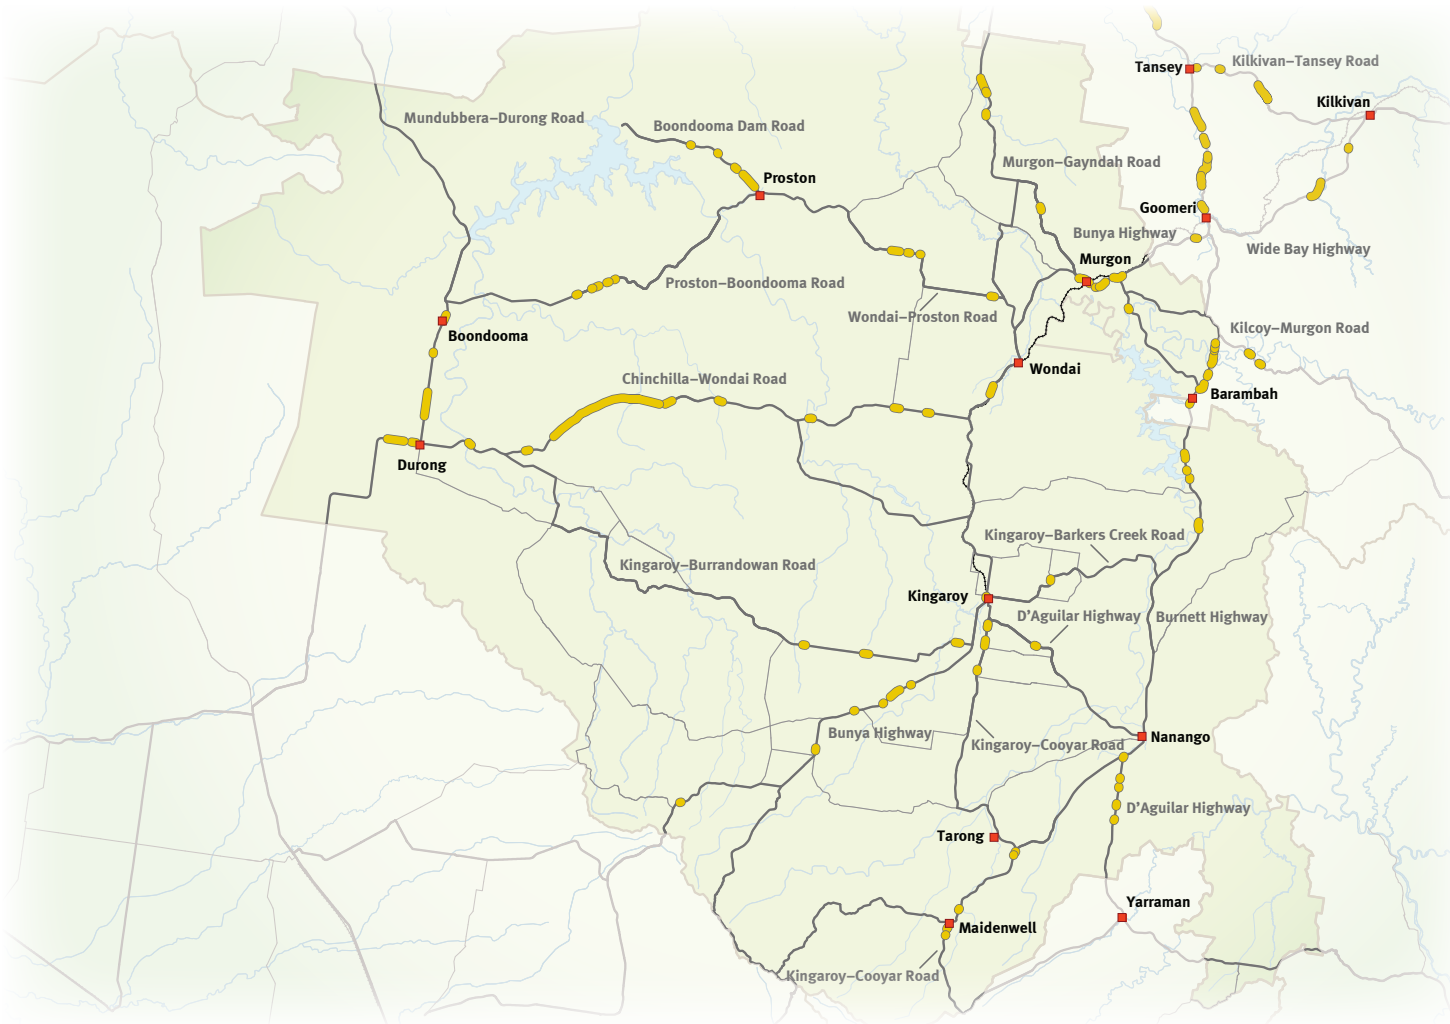 Tansey
Kilkivan–Tansey Road
Kilkivan
Mundubbera–Durong Road
Boondooma Dam Road
Murgon–Gayndah Road
Proston
Goomeri
Bunya Highway
Wide Bay Highway
Murgon
Proston–Boondooma Road
Wondai–Proston Road
Kilcoy–Murgon Road
Boondooma
Wondai
Chinchilla–Wondai Road
Barambah
Durong
Kingaroy–Barkers Creek Road
Kingaroy–Burrandowan Road
Kingaroy
D'Aguilar Highway
Burnett Highway
Bunya Highway
Kingaroy–Cooyar Road
Nanango
D'Aguilar Highway
Tarong
Yarraman
Maidenwell
Kingaroy–Cooyar Road